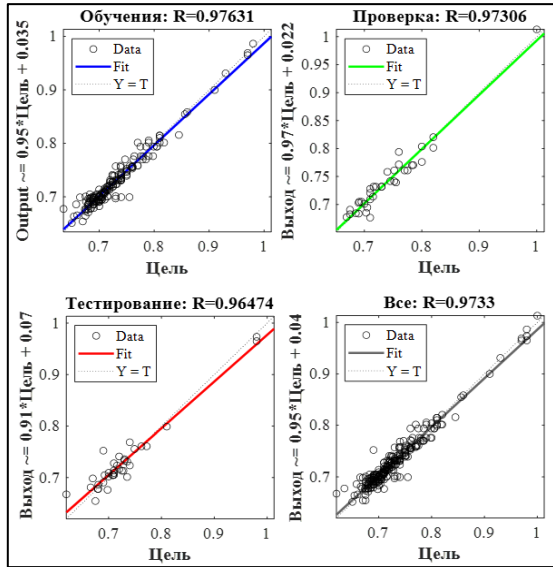 Обучения: R=0.97631
Output ~= 0.95*Цель + 0.035
Data
Fit
Y = T
1
0.9
0.8
0.7
0.7 0.8 0.9 1
Цель
Проверка: R=0.97306
Выход ~= 0.97*Цель + 0.022
Data
Fit
Y = T
1
0.95
0.9
0.85
0.8
0.75
0.7
0.7 0.8 0.9 1
Цель
Тестирование: R=0.96474
Выход ~= 0.91*Цель + 0.07
Data
Fit
Y = T
1
0.9
0.8
0.7
0.7 0.8 0.9 1
Цель
Все: R=0.9733
Выход ~= 0.95*Цель + 0.04
Data
Fit
Y = T
1
0.9
0.8
0.7
0.7 0.8 0.9 1
Цель